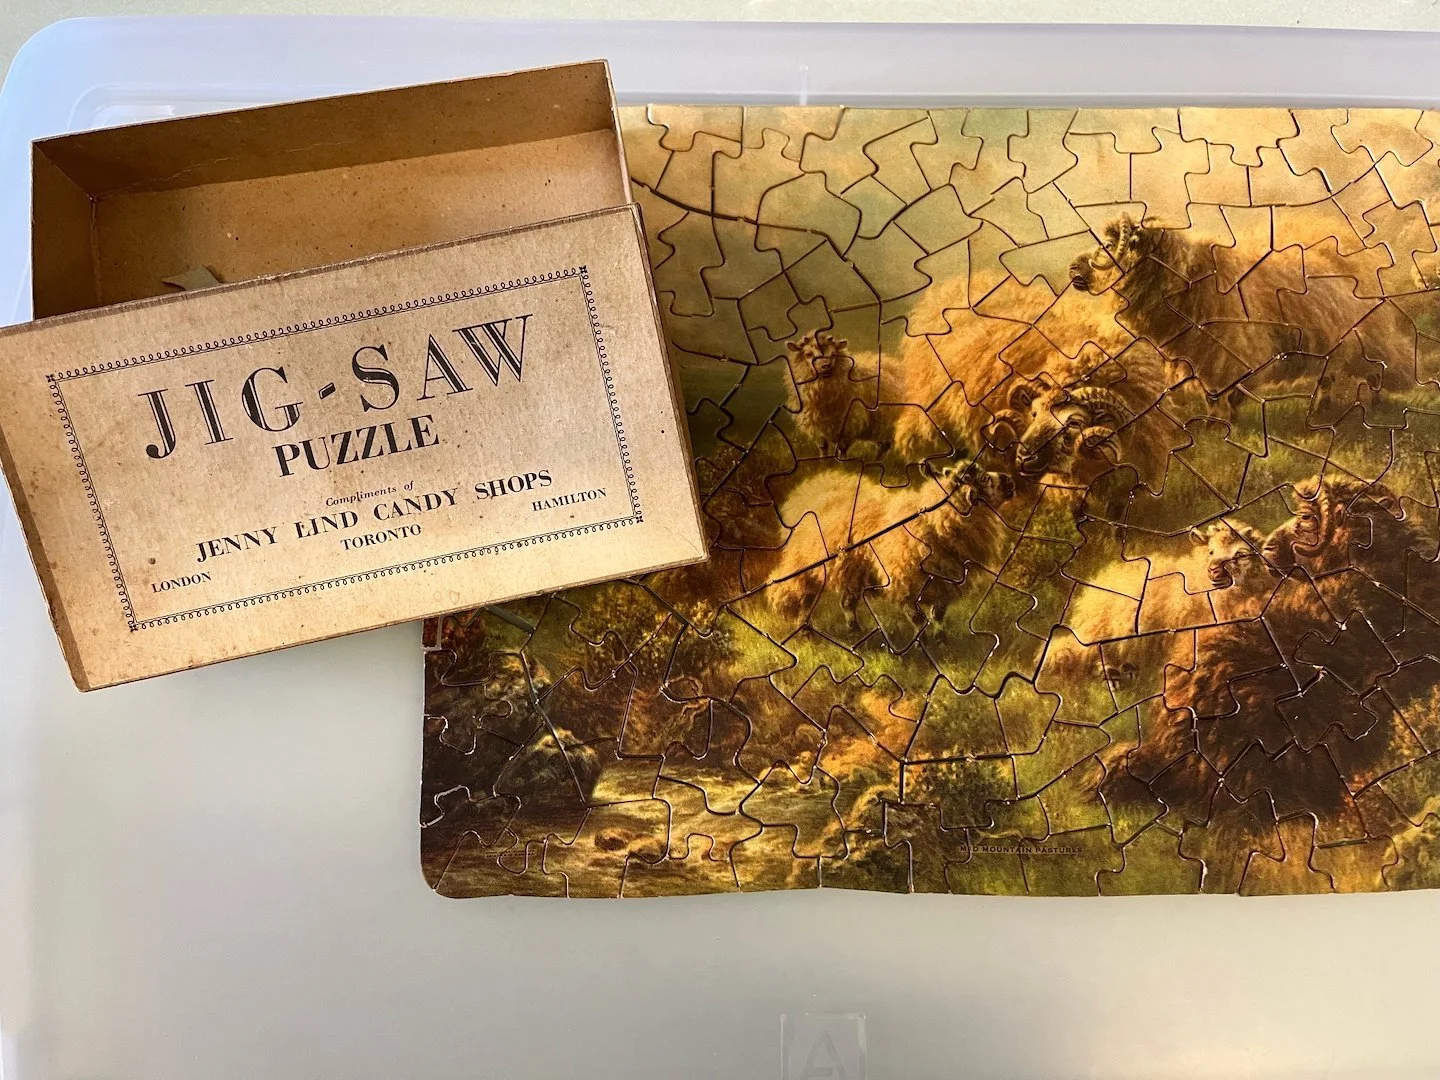 JIG-SAW
PUZZLE
Compliments of
JENNY LIND CANDY SHOPS
LONDON TORONTO HAMILTON
MID MOUNTAIN PASTURES
A